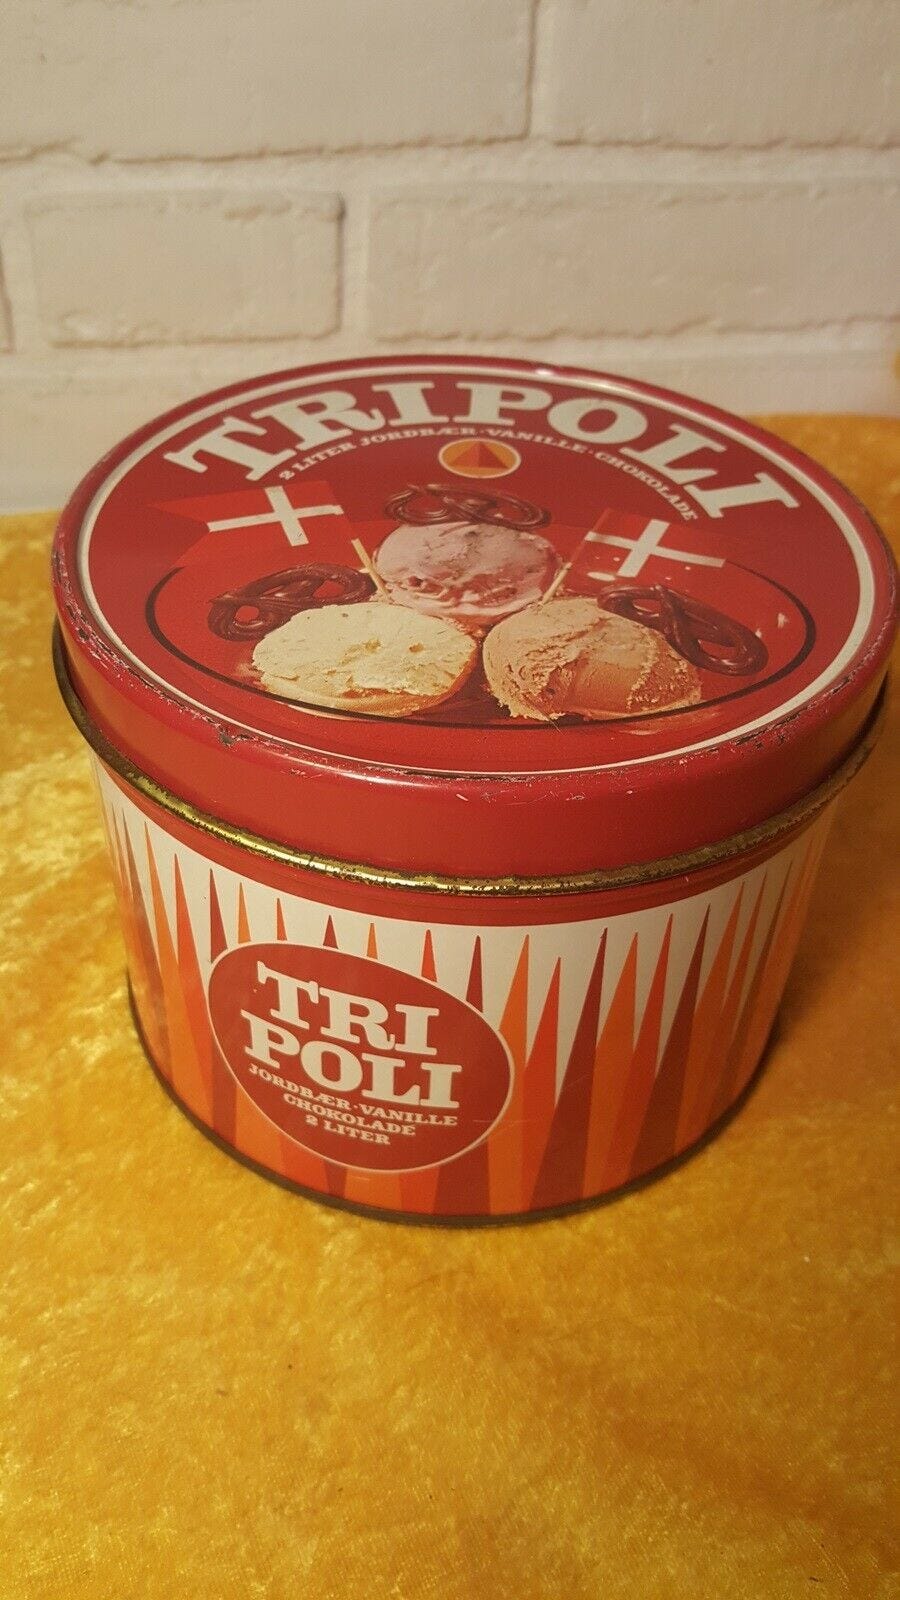 TRIPOLI
2 LITER JORDBÆR·VANILLE·CHOKOLADE
TRI
POLI
JORDBÆR·VANILLE
CHOKOLADE
2 LITER